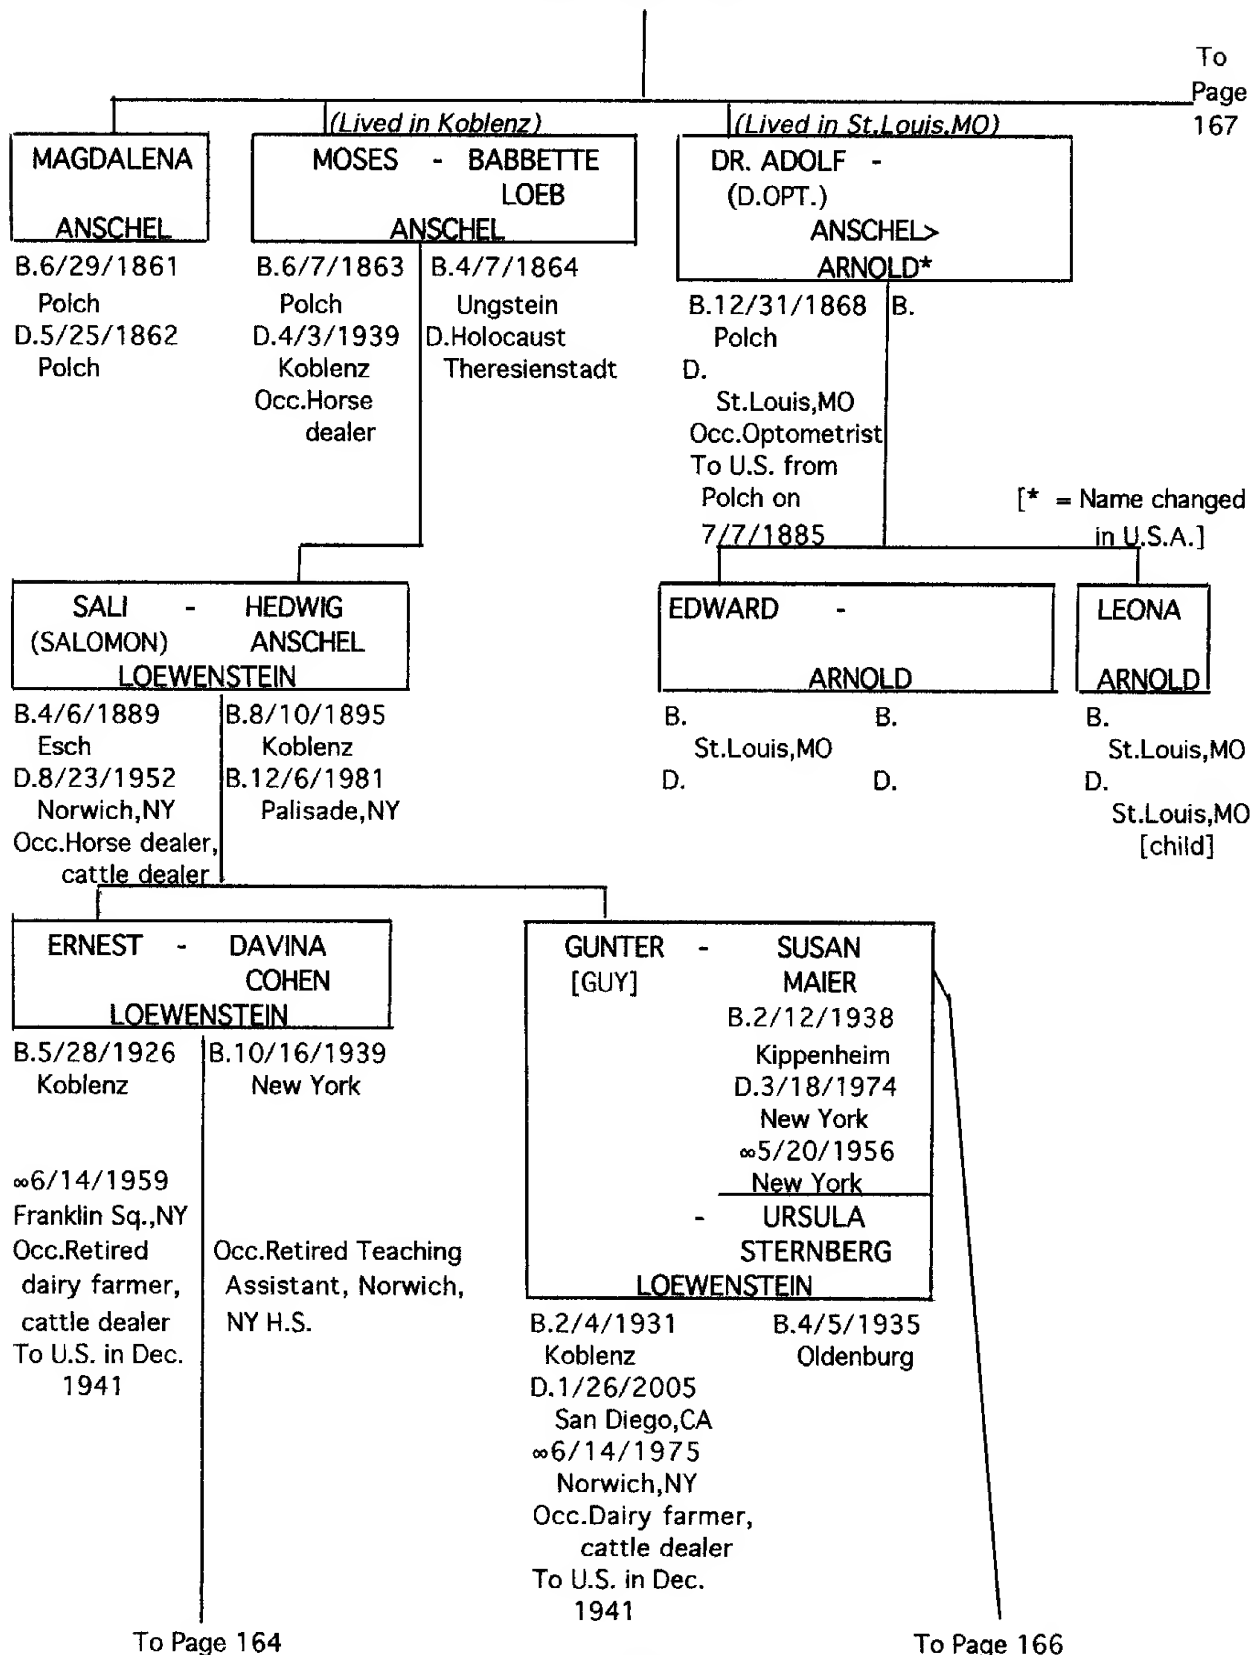 To
Page
167
(Lived in Koblenz)
(Lived in St.Louis,MO)
MAGDALENA
ANSCHEL
B.6/29/1861
Polch
D.5/25/1862
Polch
MOSES - BABBETTE
LOEB
ANSCHEL
B.6/7/1863
Polch
D.4/3/1939
Koblenz
Occ.Horse
dealer
B.4/7/1864
Ungstein
D.Holocaust
Theresienstadt
DR. ADOLF -
(D.OPT.)
ANSCHEL>
ARNOLD*
B.12/31/1868
Polch
D.
St.Louis,MO
Occ.Optometrist
To U.S. from
Polch on
7/7/1885
B.
[* = Name changed
in U.S.A.]
SALI - HEDWIG
(SALOMON) ANSCHEL
LOEWENSTEIN
B.4/6/1889
Esch
D.8/23/1952
Norwich,NY
Occ.Horse dealer,
cattle dealer
B.8/10/1895
Koblenz
B.12/6/1981
Palisade,NY
EDWARD -
ARNOLD
B.
St.Louis,MO
D.
B.
D.
LEONA
ARNOLD
B.
St.Louis,MO
D.
St.Louis,MO
[child]
ERNEST - DAVINA
COHEN
LOEWENSTEIN
B.5/28/1926
Koblenz
∞6/14/1959
Franklin Sq.,NY
Occ.Retired
dairy farmer,
cattle dealer
To U.S. in Dec.
1941
B.10/16/1939
New York
Occ.Retired Teaching
Assistant, Norwich,
NY H.S.
GUNTER - SUSAN
[GUY] MAIER
B.2/12/1938
Kippenheim
D.3/18/1974
New York
∞5/20/1956
New York
- URSULA
STERNBERG
LOEWENSTEIN
B.2/4/1931
Koblenz
D.1/26/2005
San Diego,CA
∞6/14/1975
Norwich,NY
Occ.Dairy farmer,
cattle dealer
To U.S. in Dec.
1941
B.4/5/1935
Oldenburg
To Page 164
To Page 166